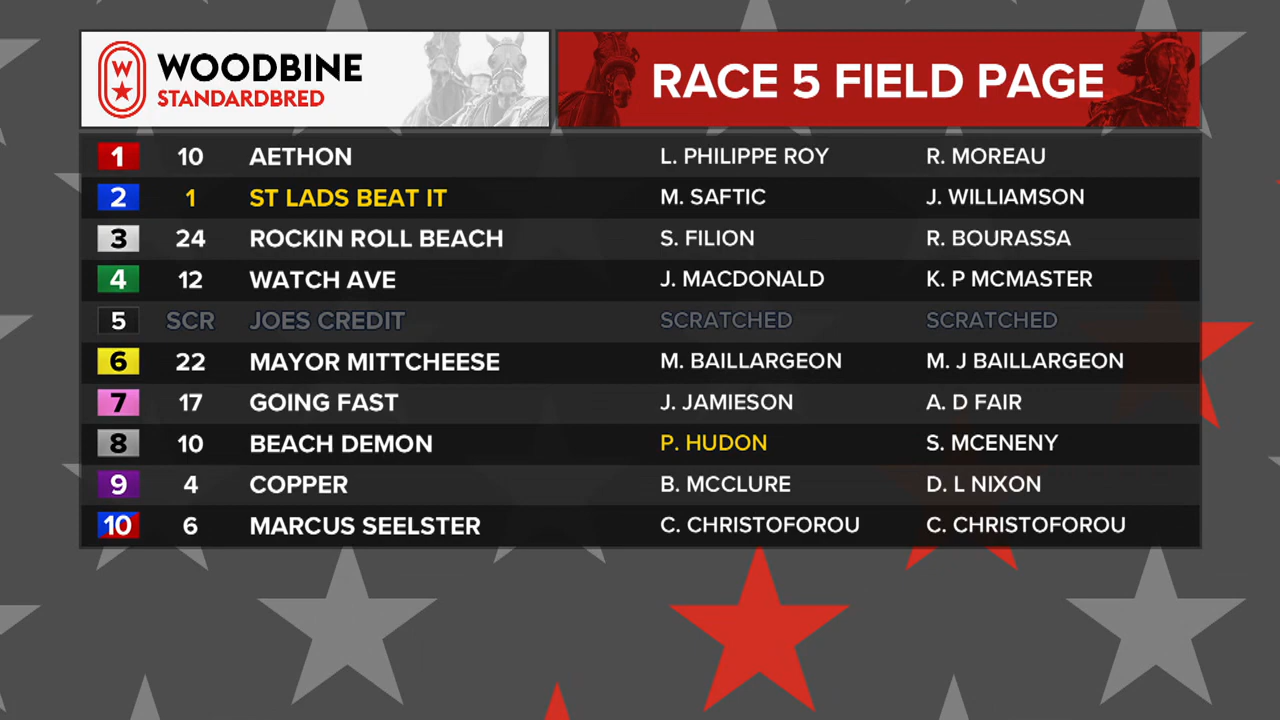 W
WOODBINE
STANDARDBRED
RACE 5 FIELD PAGE
1 10 AETHON L. PHILIPPE ROY R. MOREAU
2 1 ST LADS BEAT IT M. SAFTIC J. WILLIAMSON
3 24 ROCKIN ROLL BEACH S. FILION R. BOURASSA
4 12 WATCH AVE J. MACDONALD K. P MCMASTER
5 SCR JOES CREDIT SCRATCHED SCRATCHED
6 22 MAYOR MITTCHEESE M. BAILLARGEON M. J BAILLARGEON
7 17 GOING FAST J. JAMIESON A. D FAIR
8 10 BEACH DEMON P. HUDON S. MCENENY
9 4 COPPER B. MCCLURE D. L NIXON
10 6 MARCUS SEELSTER C. CHRISTOFOROU C. CHRISTOFOROU